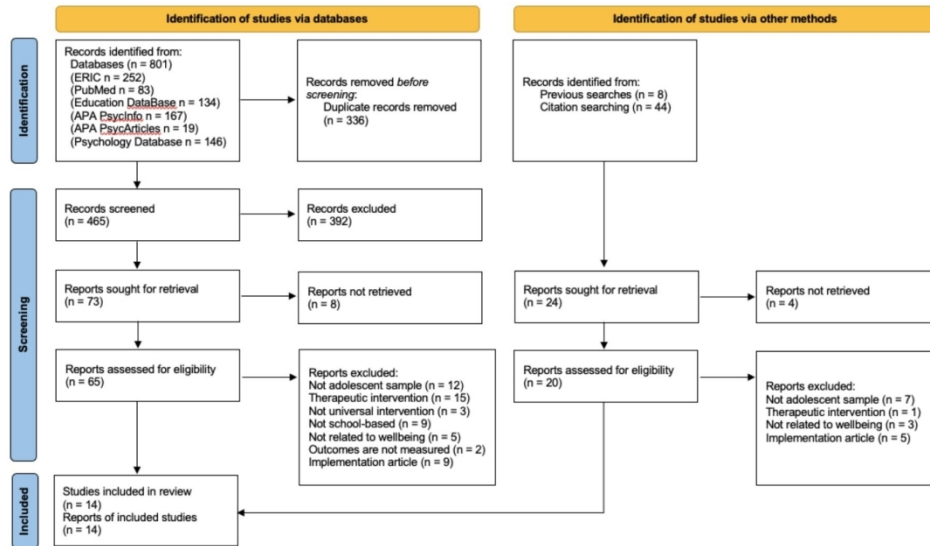 Identification of studies via databases
Identification of studies via other methods
Identification
Records identified from:
Databases (n = 801)
(ERIC n = 252)
(PubMed n = 83)
(Education DataBase n = 134)
(APA PsycInfo n = 167)
(APA PsycArticles n = 19)
(Psychology Database n = 146)
Records removed before
screening:
Duplicate records removed
(n = 336)
Records identified from:
Previous searches (n = 8)
Citation searching (n = 44)
Screening
Records screened
(n = 465)
Records excluded
(n = 392)
Reports sought for retrieval
(n = 73)
Reports not retrieved
(n = 8)
Reports sought for retrieval
(n = 24)
Reports not retrieved
(n = 4)
Reports assessed for eligibility
(n = 65)
Reports excluded:
Not adolescent sample (n = 12)
Therapeutic intervention (n = 15)
Not universal intervention (n = 3)
Not school-based (n = 9)
Not related to wellbeing (n = 5)
Outcomes are not measured (n = 2)
Implementation article (n = 9)
Reports assessed for eligibility
(n = 20)
Reports excluded:
Not adolescent sample (n = 7)
Therapeutic intervention (n = 1)
Not related to wellbeing (n = 3)
Implementation article (n = 5)
Included
Studies included in review
(n = 14)
Reports of included studies
(n = 14)